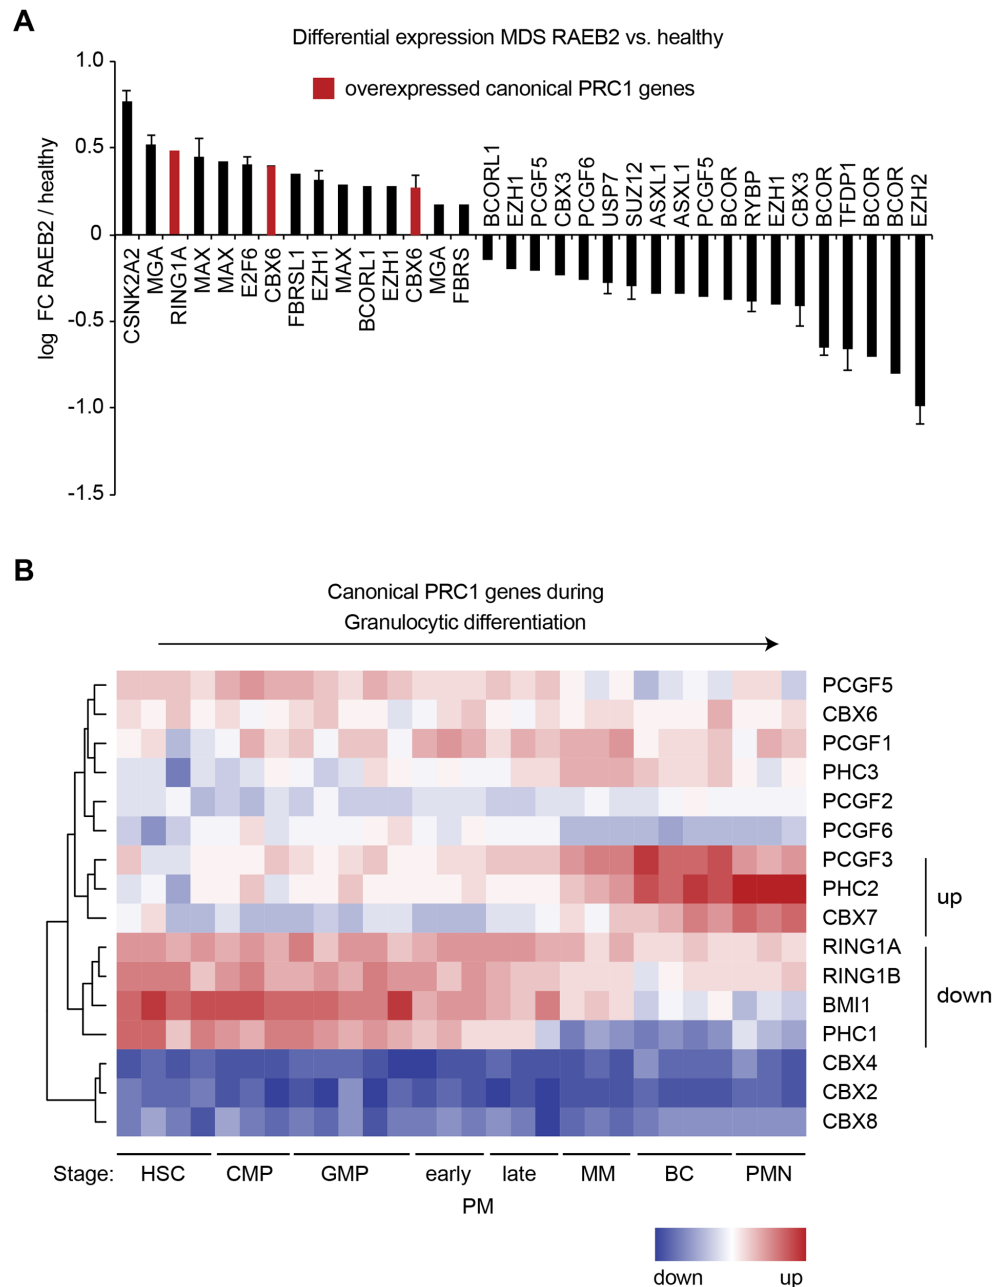 A
Differential expression MDS RAEB2 vs. healthy
overexpressed canonical PRC1 genes
log FC RAEB2 / healthy
1.0
0.5
0
-0.5
-1.0
-1.5
CSNK2A2
MGA
RING1A
MAX
MAX
E2F6
CBX6
FBRSL1
EZH1
MAX
BCORL1
EZH1
CBX6
MGA
FBRS
BCORL1
EZH1
PCGF5
CBX3
PCGF6
USP7
SUZ12
ASXL1
ASXL1
PCGF5
BCOR
RYBP
EZH1
CBX3
BCOR
TFDP1
BCOR
BCOR
EZH2
B
Canonical PRC1 genes during
Granulocytic differentiation
PCGF5
CBX6
PCGF1
PHC3
PCGF2
PCGF6
PCGF3
PHC2
CBX7
RING1A
RING1B
BMI1
PHC1
CBX4
CBX2
CBX8
up
down
Stage: HSC CMP GMP early late MM BC PMN
PM
down up